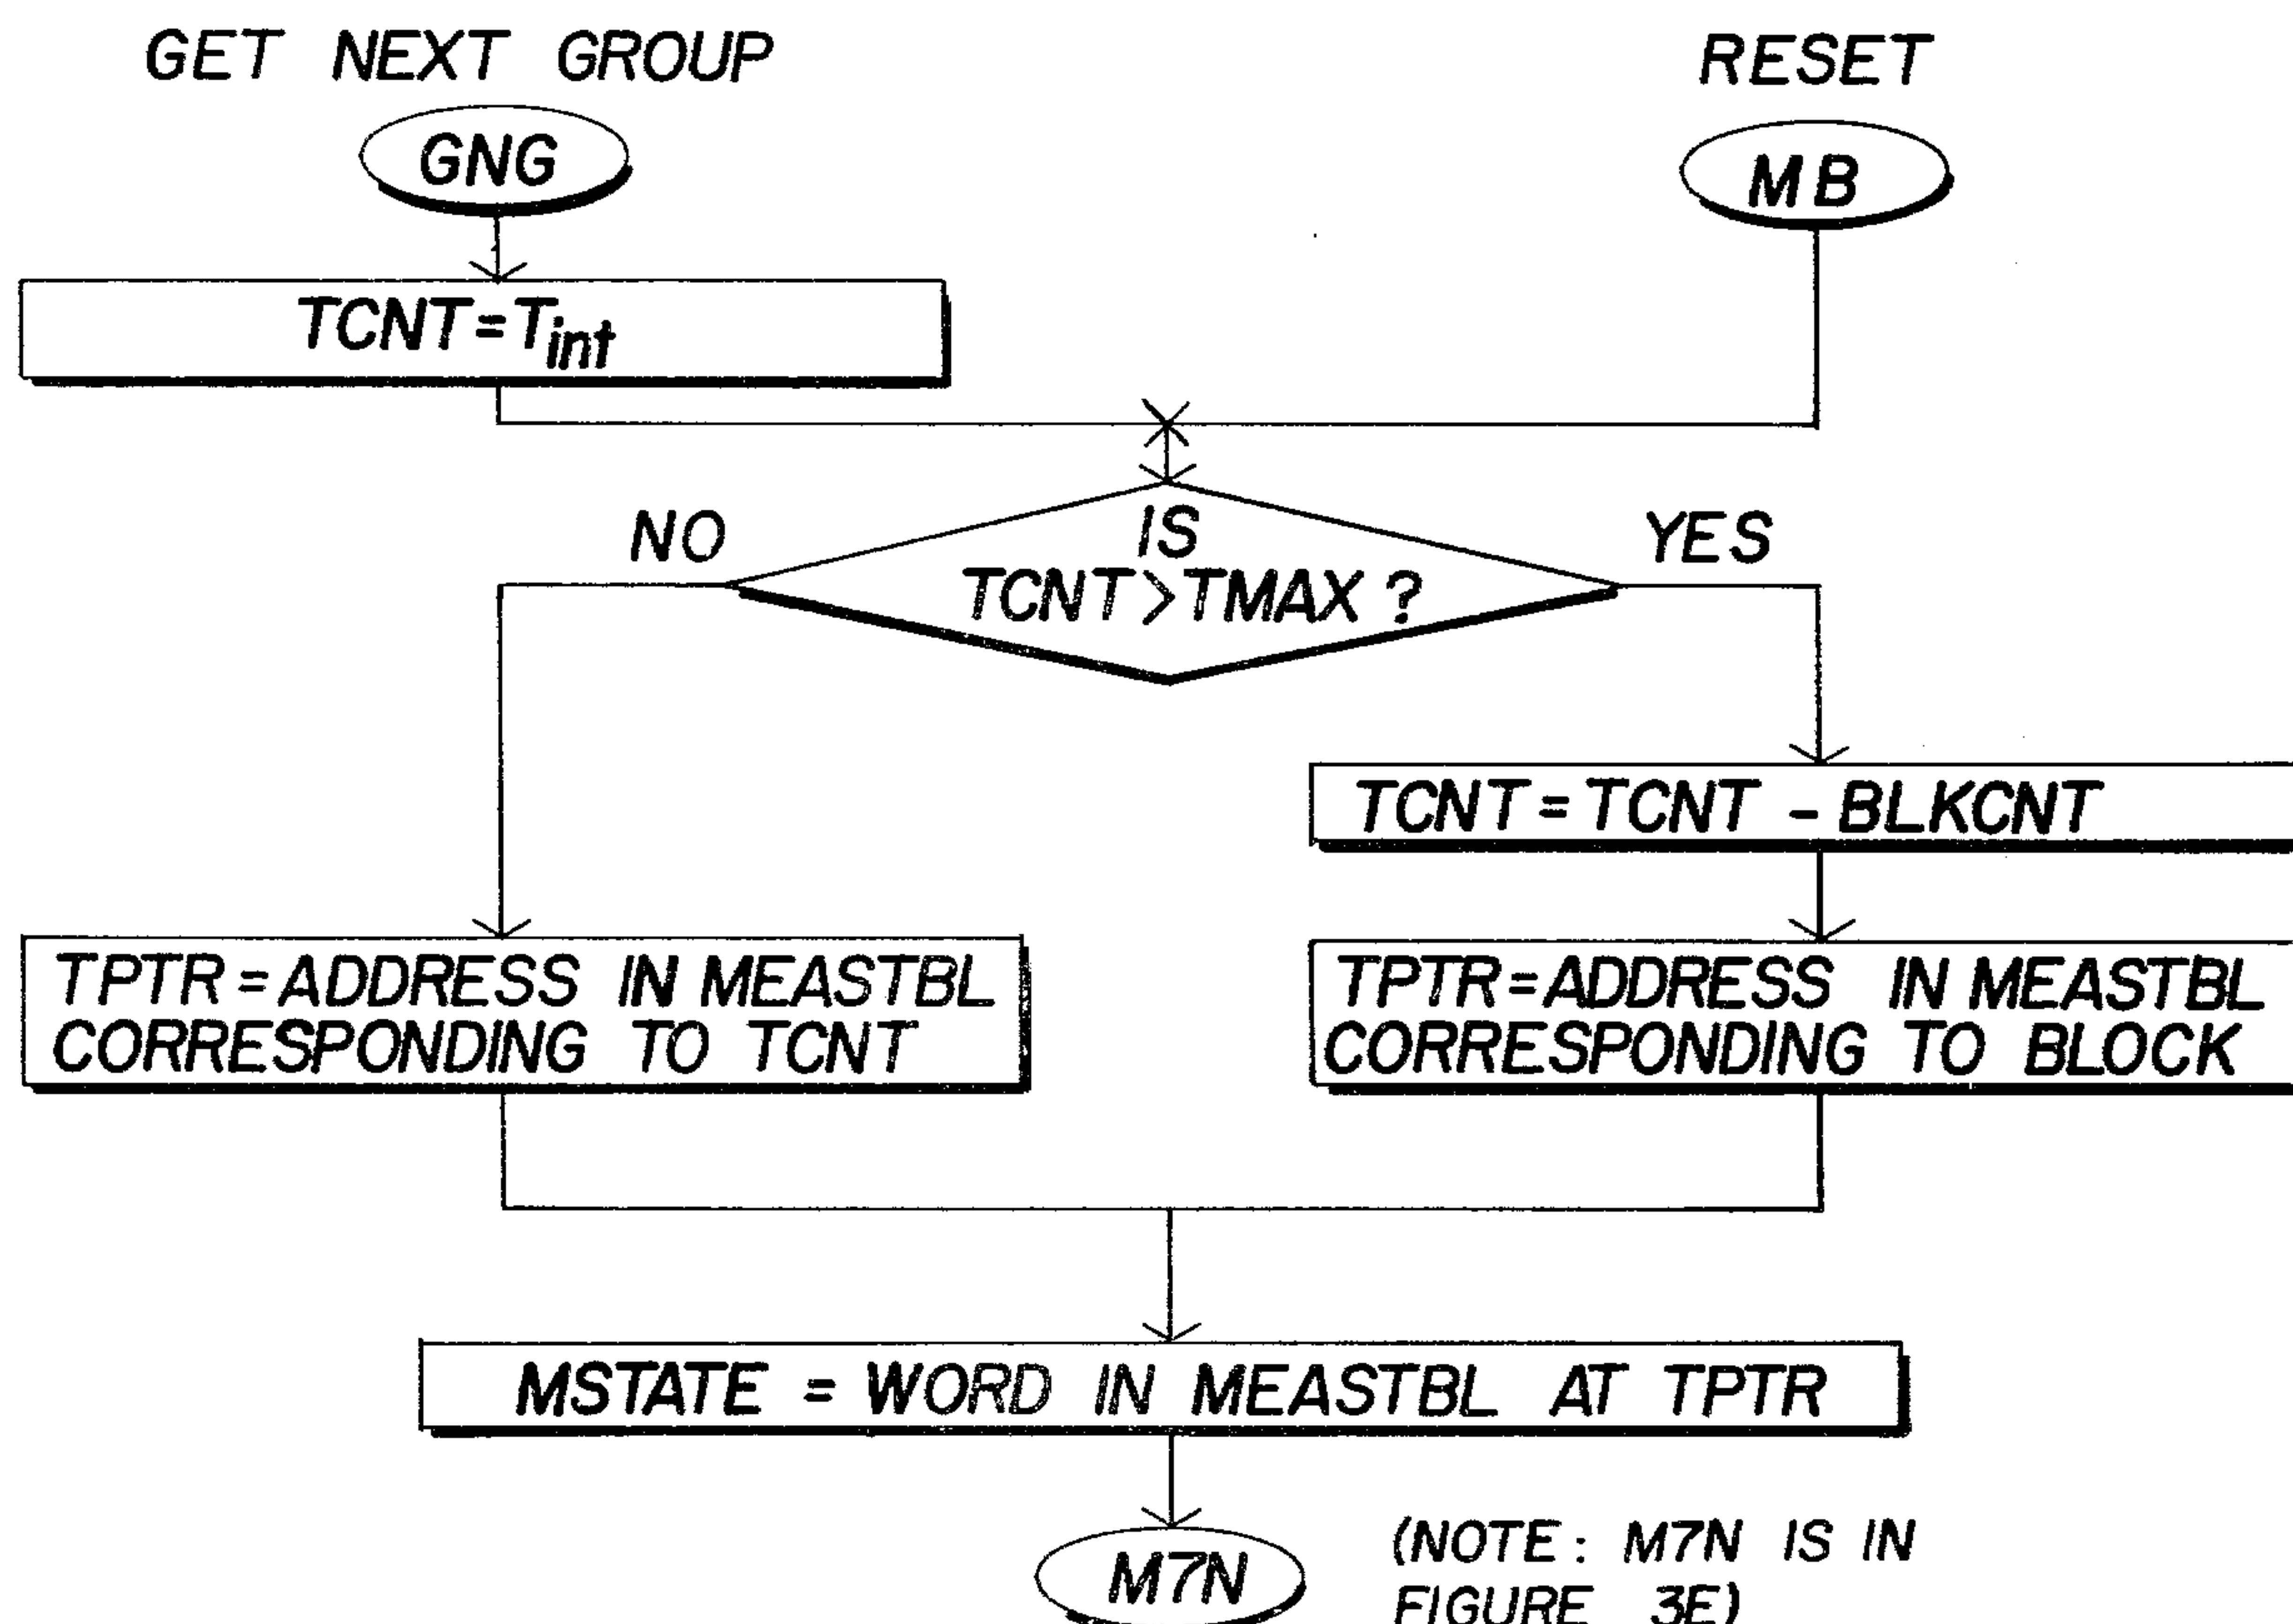 GET NEXT GROUP
RESET
GNG
MB
TCNT=Tint
NO
IS
TCNT>TMAX ?
YES
TCNT=TCNT - BLKCNT
TPTR=ADDRESS IN MEASTBL
CORRESPONDING TO TCNT
TPTR=ADDRESS IN MEASTBL
CORRESPONDING TO BLOCK
MSTATE = WORD IN MEASTBL AT TPTR
M7N
(NOTE: M7N IS IN
FIGURE 3E)